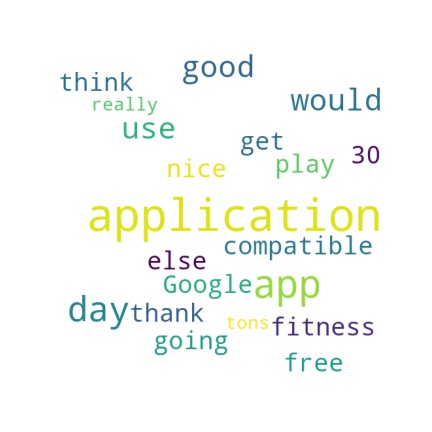 good
think
would
really
use
get
30
play
nice
application
compatible
else
Google app
day thank
tons fitness
going
free